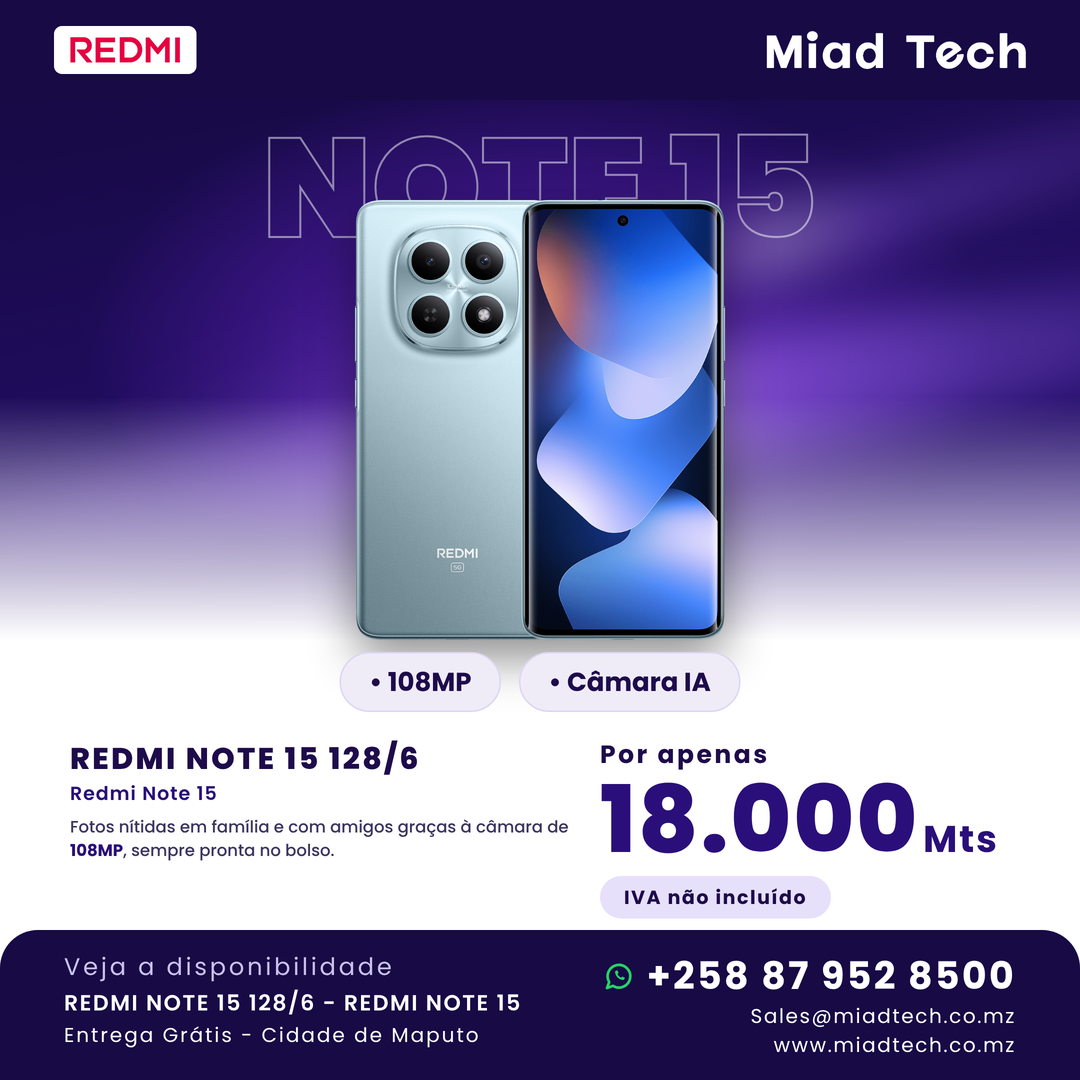 REDMI
Miad Tech
NOTE 15
REDMI
5G
• 108MP
• Câmara IA
REDMI NOTE 15 128/6
Redmi Note 15
Fotos nítidas em família e com amigos graças à câmara de
108MP, sempre pronta no bolso.
Por apenas
18.000 Mts
IVA não incluído
Veja a disponibilidade
REDMI NOTE 15 128/6 - REDMI NOTE 15
Entrega Grátis - Cidade de Maputo
+258 87 952 8500
Sales@miadtech.co.mz
www.miadtech.co.mz